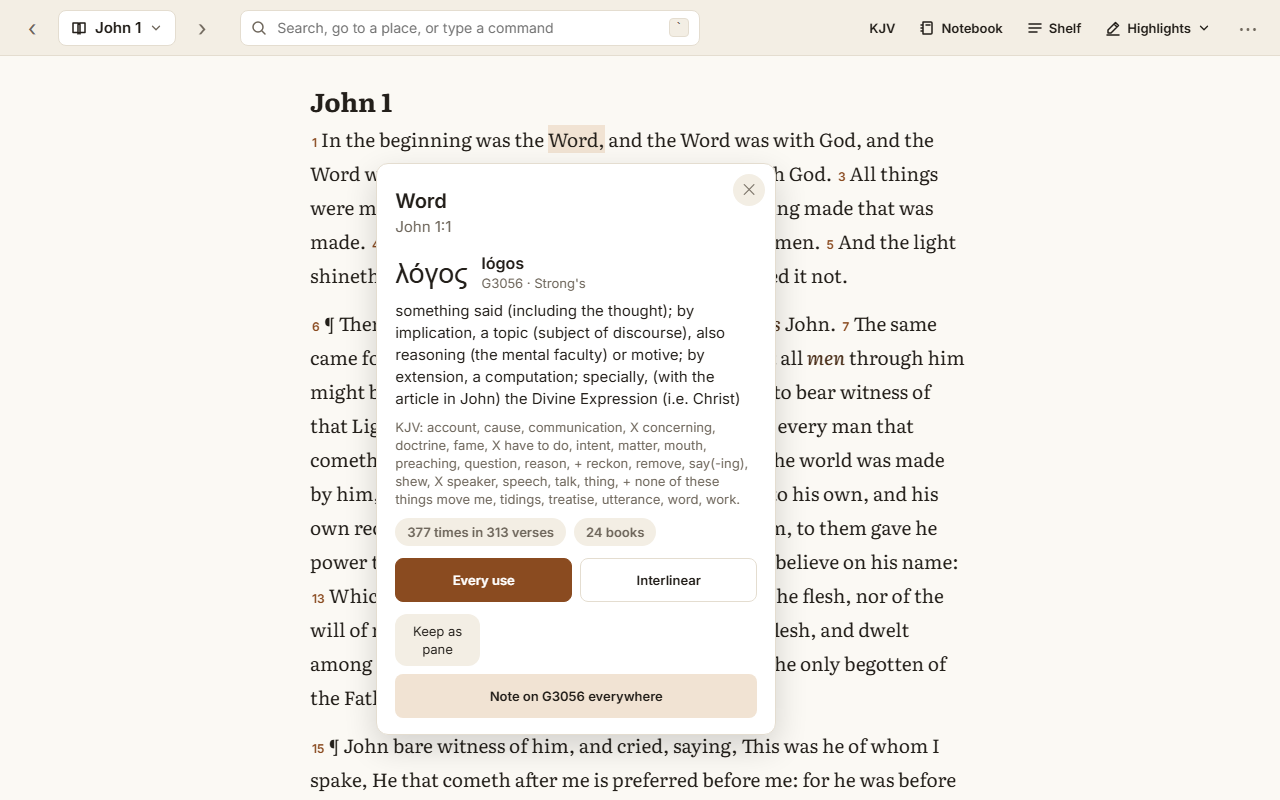 John 1
Search, go to a place, or type a command
`
KJV
Notebook
Shelf
Highlights
John 1
1 In the beginning was the Word, and the Word was with God, and the
Word w
h God. 3 All things
were m
ng made that was
made. 4
men. 5 And the light
shineth
d it not.
6 ¶ Ther
s John. 7 The same
came fo
all men through him
might b
to bear witness of
that Lig
every man that
cometh
he world was made
by him,
o his own, and his
own rec
n, to them gave he
power t
believe on his name:
13 Whic
he flesh, nor of the
will of
lesh, and dwelt
among
he only begotten of
the Fath
15 ¶ John bare witness of him, and cried, saying, This was he of whom I
spake, He that cometh after me is preferred before me: for he was before
Word
John 1:1
λόγος
lógos
G3056 · Strong's
something said (including the thought); by
implication, a topic (subject of discourse), also
reasoning (the mental faculty) or motive; by
extension, a computation; specially, (with the
article in John) the Divine Expression (i.e. Christ)
KJV: account, cause, communication, X concerning,
doctrine, fame, X have to do, intent, matter, mouth,
preaching, question, reason, + reckon, remove, say(-ing),
shew, X speaker, speech, talk, thing, + none of these
things move me, tidings, treatise, utterance, word, work.
377 times in 313 verses
24 books
Every use
Interlinear
Keep as
pane
Note on G3056 everywhere